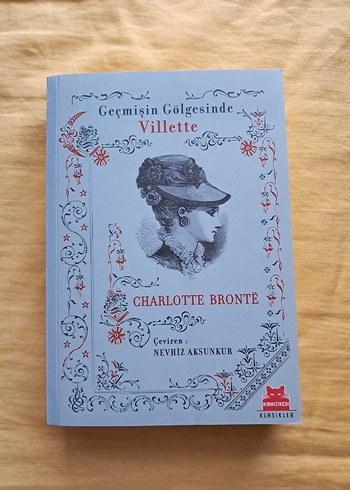 Geçmişin Gölgesinde
Villette
CHARLOTTE BRONTË
Çeviren :
NEVHİZ AKSUNKUR
KIRMIZIKEDİ
KLASİKLER